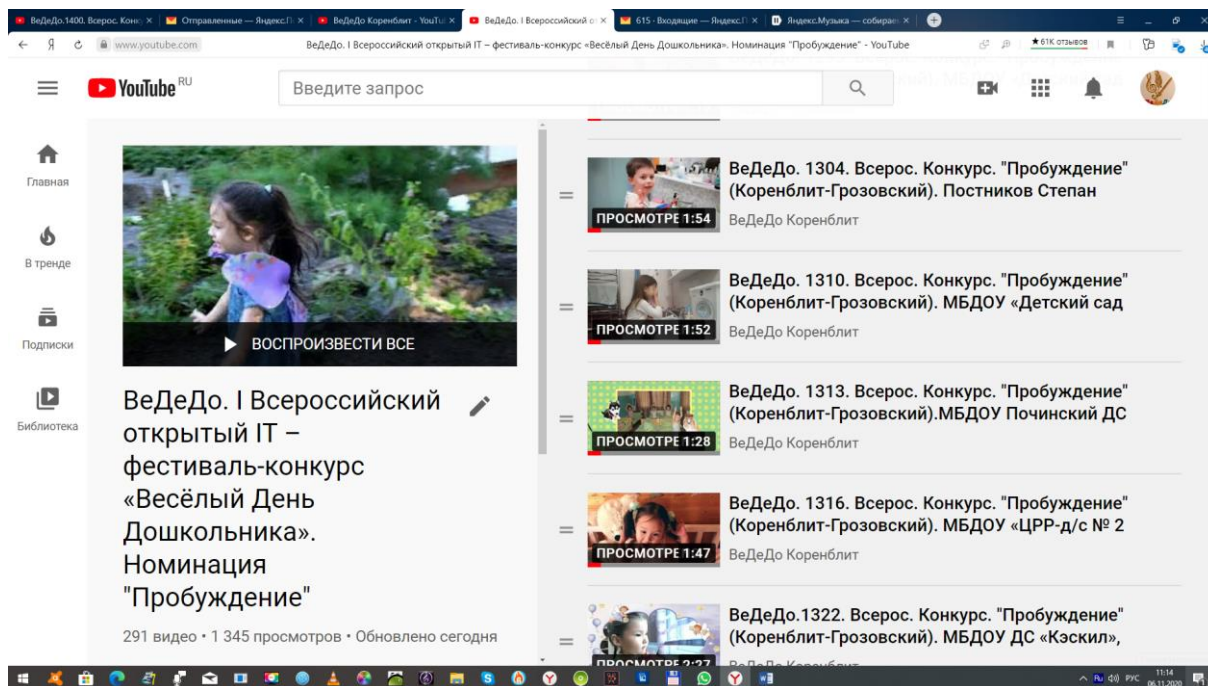 ВеДеДо.1400. Всерос. Конк
Отправленные — Яндекс.П
ВеДеДо Коренблит - YouTu
ВеДеДо. I Всероссийский о
615 · Входящие — Яндекс.П
Яндекс.Музыка — собирае
www.youtube.com
ВеДеДо. I Всероссийский открытый IT – фестиваль-конкурс «Весёлый День Дошкольника». Номинация "Пробуждение" - YouTube
★ 61K отзывов
YouTube RU
Введите запрос
Главная
В тренде
Подписки
Библиотека
ВОСПРОИЗВЕСТИ ВСЕ
ВеДеДо. I Всероссийский
открытый IT –
фестиваль-конкурс
«Весёлый День
Дошкольника».
Номинация
"Пробуждение"
291 видео • 1 345 просмотров • Обновлено сегодня
ПРОСМОТРЕ 1:54
ВеДеДо. 1304. Всерос. Конкурс. "Пробуждение"
(Коренблит-Грозовский). Постников Степан
ВеДеДо Коренблит
ПРОСМОТРЕ 1:52
ВеДеДо. 1310. Всерос. Конкурс. "Пробуждение"
(Коренблит-Грозовский). МБДОУ «Детский сад
ВеДеДо Коренблит
ПРОСМОТРЕ 1:28
ВеДеДо. 1313. Всерос. Конкурс. "Пробуждение"
(Коренблит-Грозовский).МБДОУ Починский ДС
ВеДеДо Коренблит
ПРОСМОТРЕ 1:47
ВеДеДо. 1316. Всерос. Конкурс. "Пробуждение"
(Коренблит-Грозовский). МБДОУ «ЦРР-д/с № 2
ВеДеДо Коренблит
ПРОСМОТРЕ 2:27
ВеДеДо.1322. Всерос. Конкурс. "Пробуждение"
(Коренблит-Грозовский). МБДОУ ДС «Кэскил»,
ВеДеДо Коренблит
РУС
11:14
06.11.2020